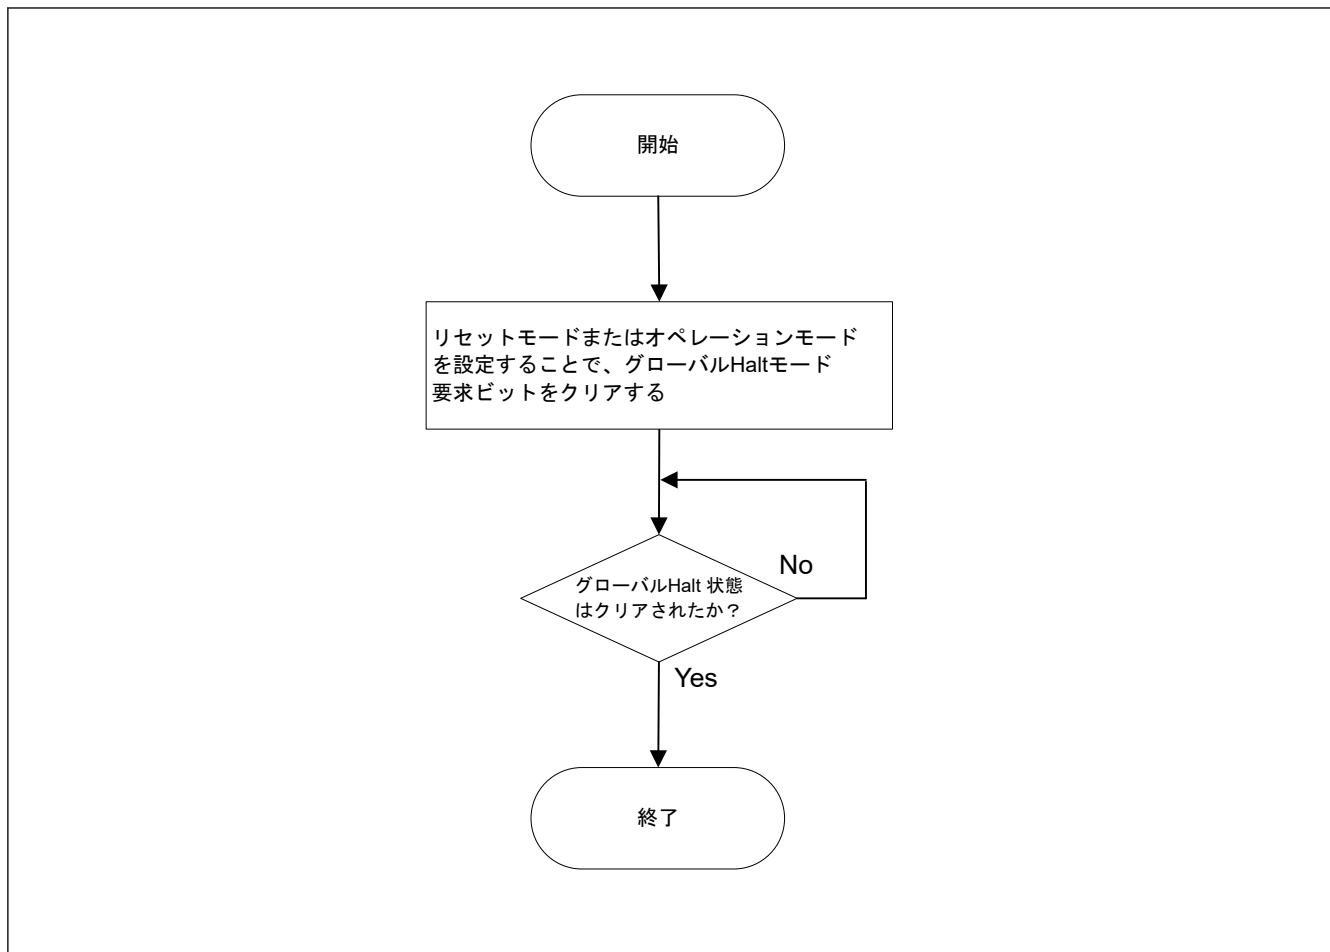 開始
リセットモードまたはオペレーションモード
を設定することで、グローバルHaltモード
要求ビットをクリアする
No
グローバルHalt 状態
はクリアされたか？
Yes
終了